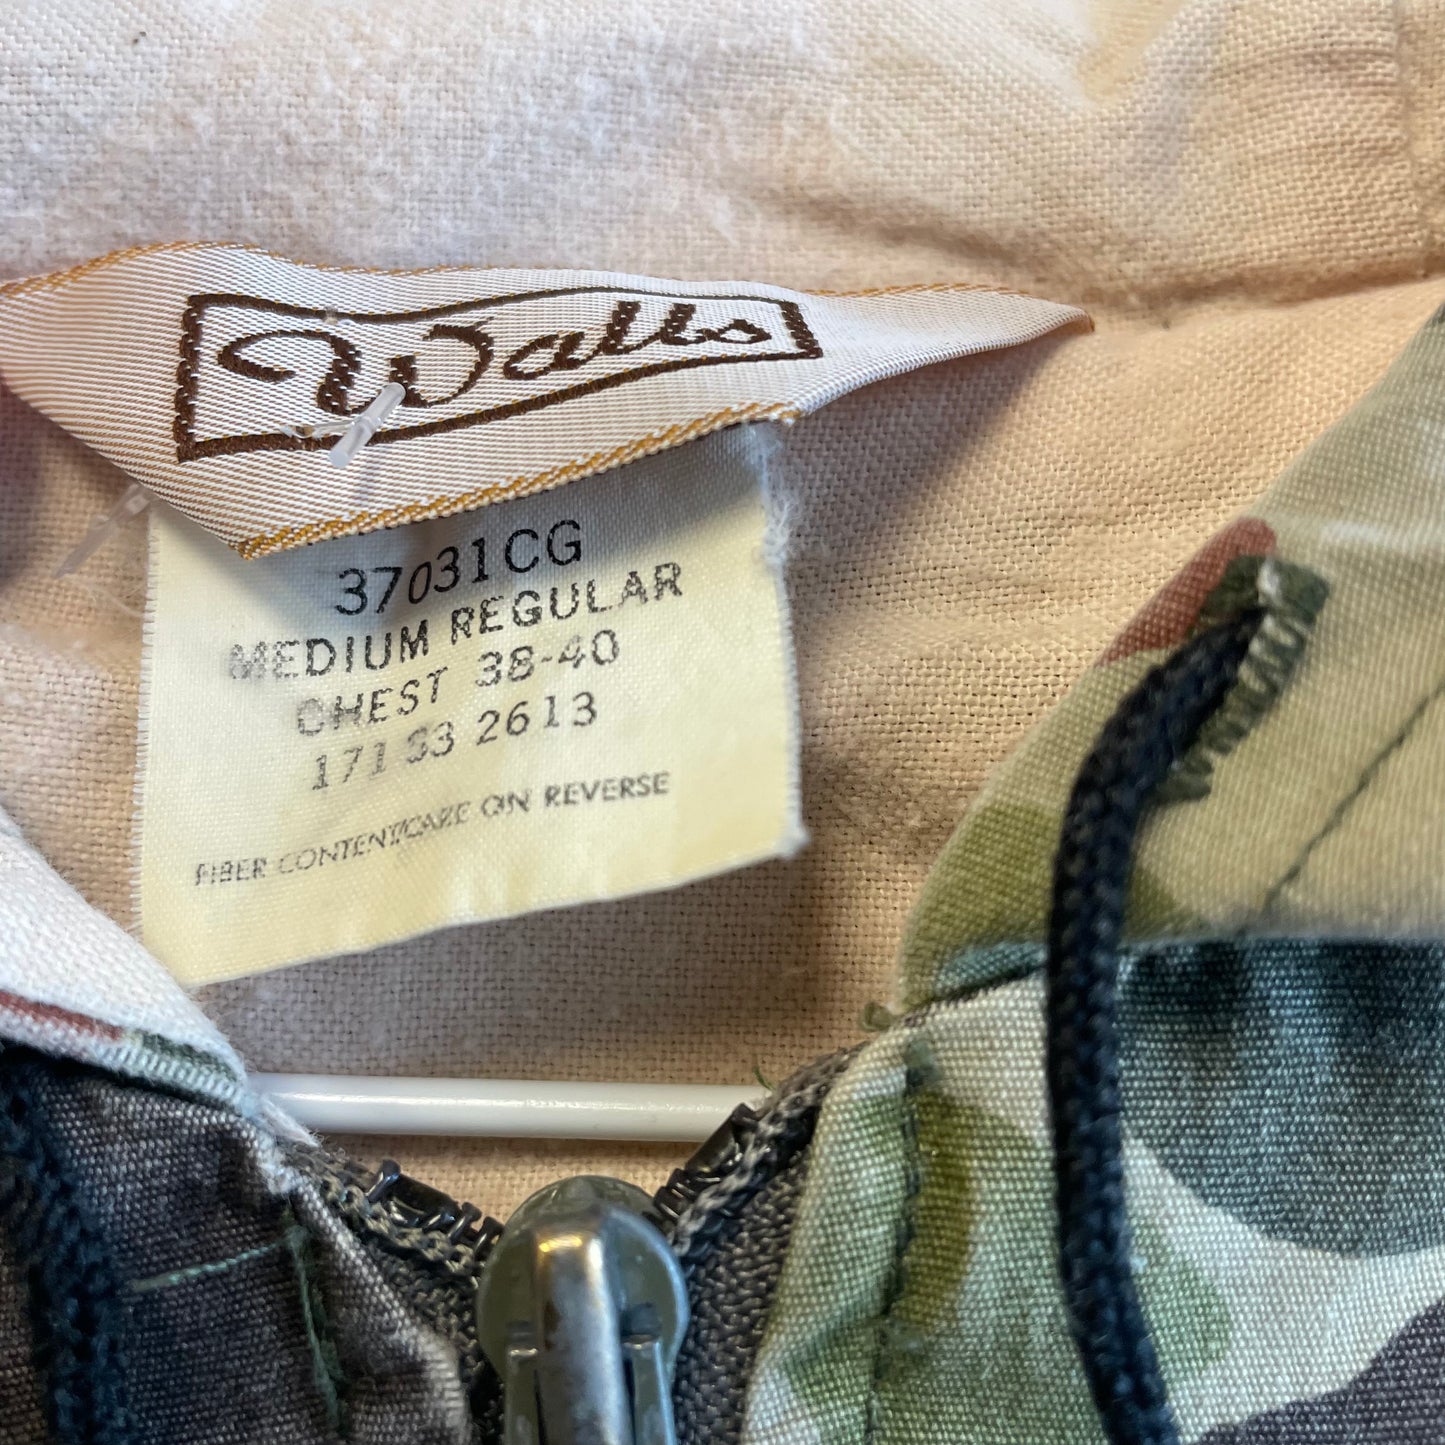 Walls
37031CG
MEDIUM REGULAR
CHEST 38-40
171 33 2613
FIBER CONTENT/CARE ON REVERSE